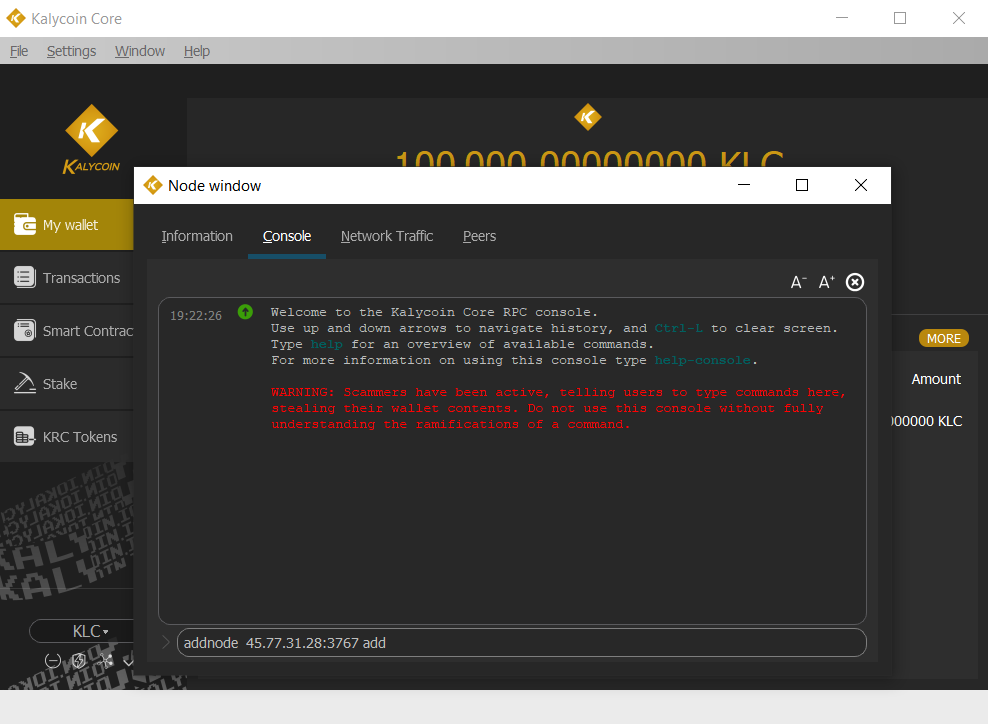 Kalycoin Core
File Settings Window Help
KALYCOIN
100,000.00000000 KLC
Node window
My wallet
Transactions
Smart Contrac
Stake
KRC Tokens
Information Console Network Traffic Peers
A- A+
19:22:26
Welcome to the Kalycoin Core RPC console.
Use up and down arrows to navigate history, and Ctrl-L to clear screen.
Type help for an overview of available commands.
For more information on using this console type help-console.
WARNING: Scammers have been active, telling users to type commands here,
stealing their wallet contents. Do not use this console without fully
understanding the ramifications of a command.
addnode 45.77.31.28:3767 add
MORE
Amount
000000 KLC
KLC